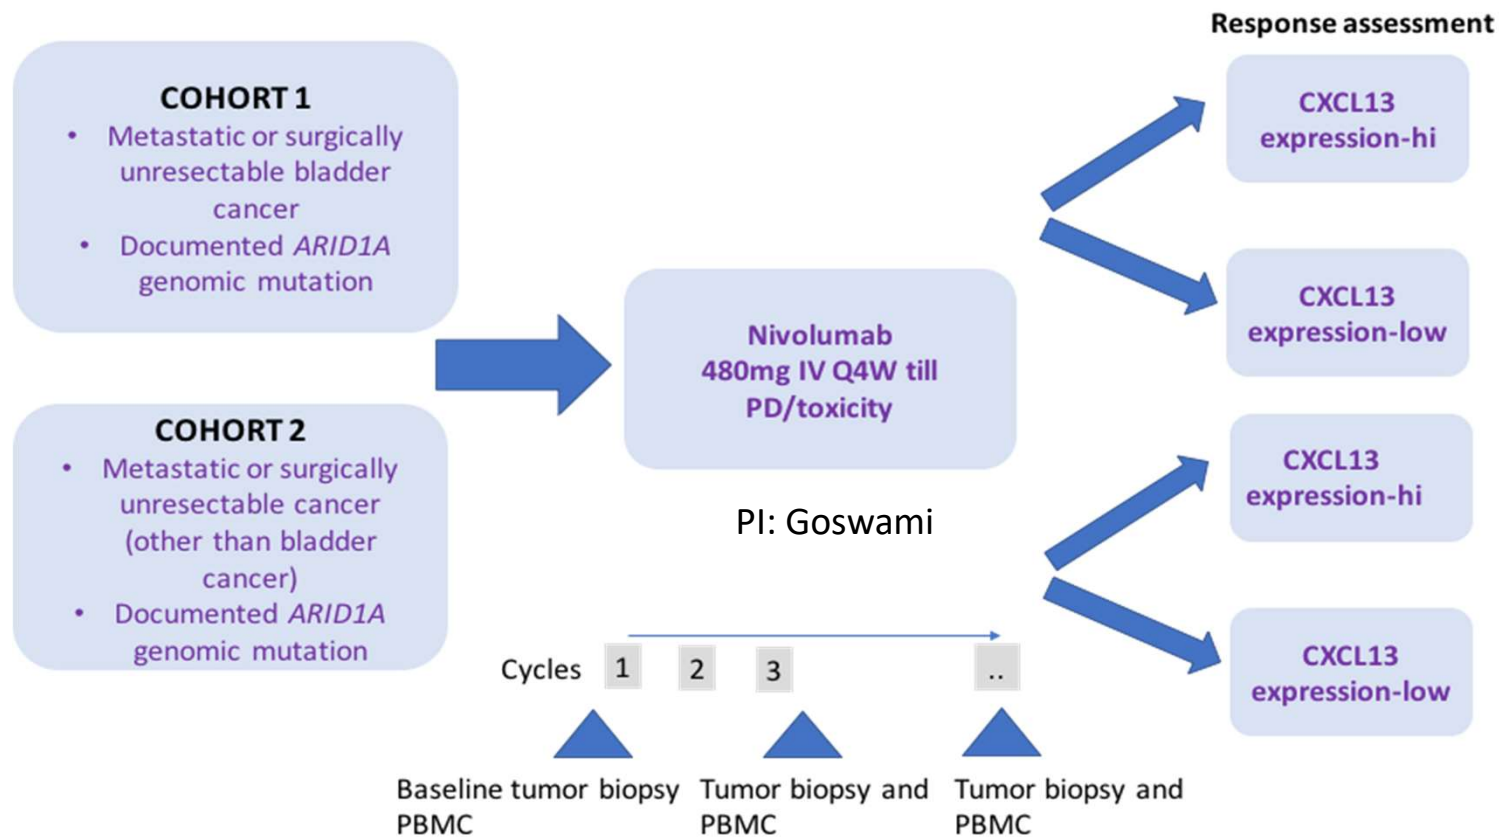 COHORT 1
• Metastatic or surgically
unresectable bladder
cancer
• Documented ARID1A
genomic mutation
COHORT 2
• Metastatic or surgically
unresectable cancer
(other than bladder
cancer)
• Documented ARID1A
genomic mutation
Nivolumab
480mg IV Q4W till
PD/toxicity
PI: Goswami
Cycles 1 2 3 ..
Baseline tumor biopsy
PBMC
Tumor biopsy and
PBMC
Tumor biopsy and
PBMC
Response assessment
CXCL13
expression-hi
CXCL13
expression-low
CXCL13
expression-hi
CXCL13
expression-low